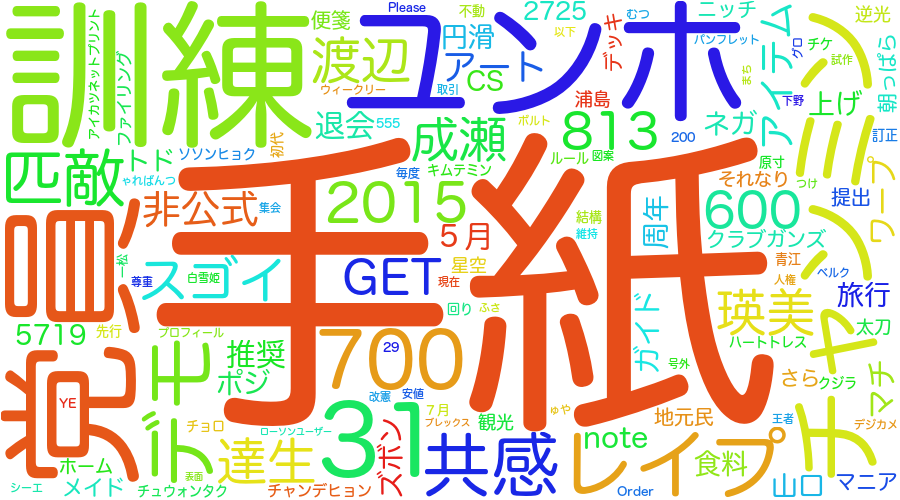 手紙
訓練
党員
ユンホ
チャンミン
レイプ
共感
デモ
31
700
2015
813
600
GET
匹敵
渡辺
成瀬
瑛美
達生
スゴイ
非公式
アート
円滑
CS
5月
星空
退会
555
便箋
不動
2725
ニッチ
Please
むつ
パンフレット
グロ
デッキ
浦島
ボルト
ルール
図案
200
下野
ネガ
アイテム
まち
チケ
試作
以下
逆光
朝っぱら
上げ
訂正
原寸
それなり
つけ
提出
ワープ
周年
クラブガンズ
青江
人権
ベルク
旅行
太刀
ハートトレス
ガイド
号外
さら
クジラ
マチ
デジカメ
王者
地元民
食料
山口
マニア
note
Order
ゅや
観光
ブレックス
7月
安値
改憲
29
推奨
ポジ
プロフィール
先行
5719
YE
ホーム
シーエ
メイド
チュウォンタク
表面
チョロ
ローソンユーザー
チャンデヒョン
ズボン
回り
ふさ
現在
結構
維持
キムテミン
毎度
取引
ウィークリー
初代
ソソンヒョク
トド
ゃればんつ
ファイリング
アイカツネットプリント
集会
白雪姫
尊重
一松